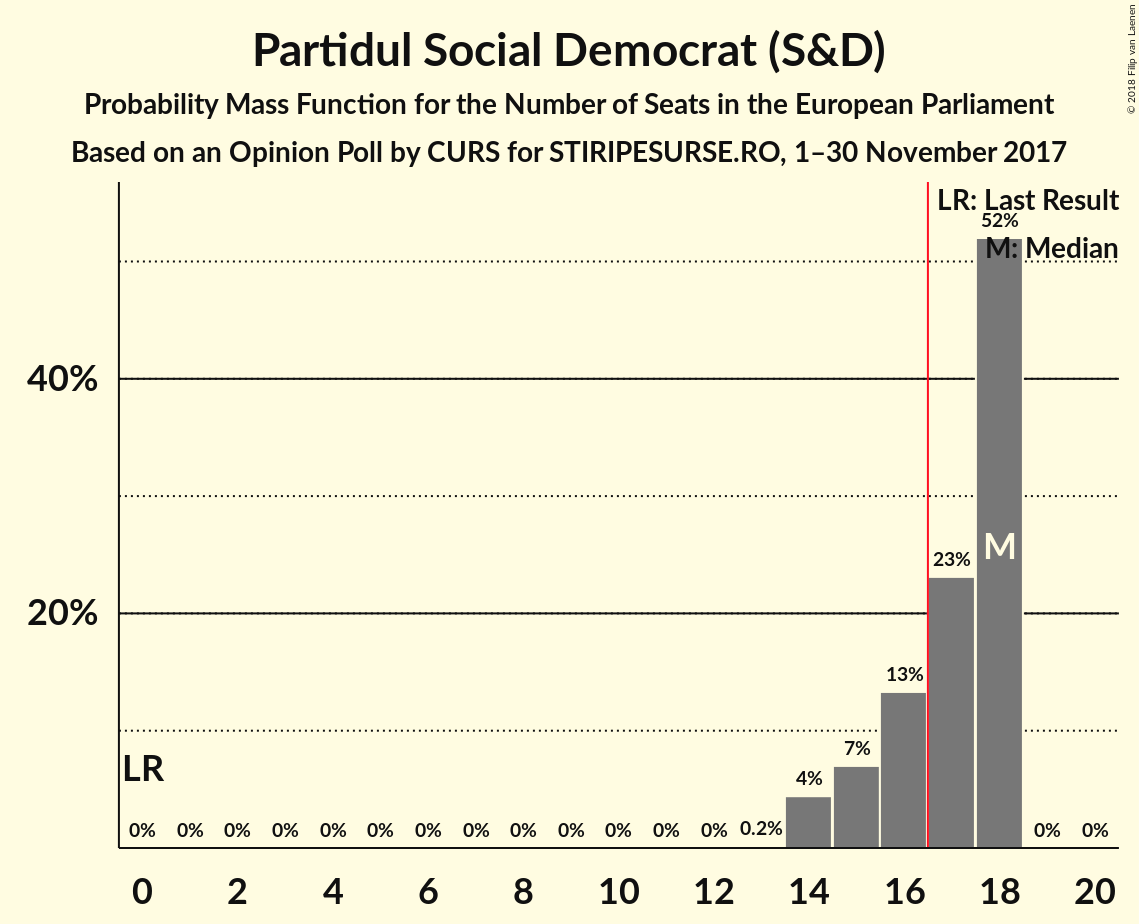 Partidul Social Democrat (S&D)
Probability Mass Function for the Number of Seats in the European Parliament
Based on an Opinion Poll by CURS for STIRIPESURSE.RO, 1–30 November 2017
© 2018 Filip van Laenen
LR: Last Result
52%
M: Median
40%
M
23%
20%
13%
7%
LR
4%
0% 0% 0% 0% 0% 0% 0% 0% 0% 0% 0% 0% 0% 0.2% 0% 0%
0 2 4 6 8 10 12 14 16 18 20